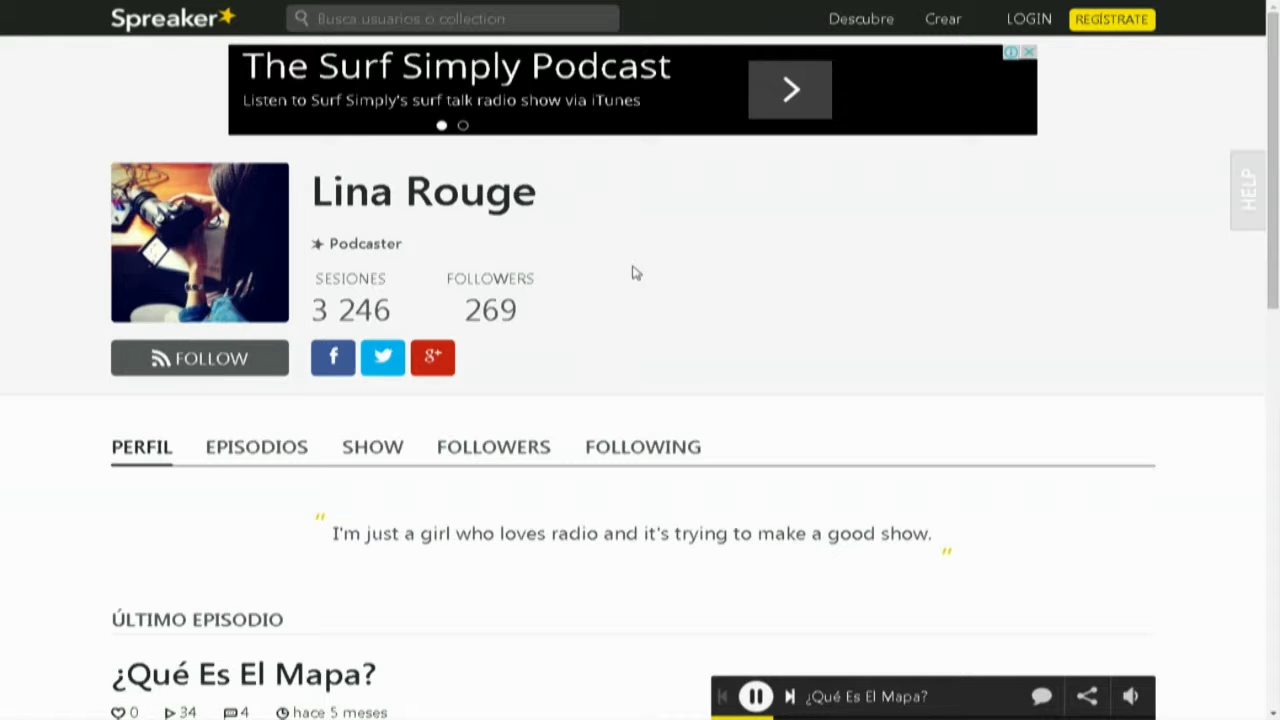 Spreaker
Busca usuarios o collection
Descubre
Crear
LOGIN
REGÍSTRATE
The Surf Simply Podcast
Listen to Surf Simply's surf talk radio show via iTunes
HELP
Lina Rouge
Podcaster
SESIONES
FOLLOWERS
3 246
269
FOLLOW
f
g+
PERFIL
EPISODIOS
SHOW
FOLLOWERS
FOLLOWING
" I'm just a girl who loves radio and it's trying to make a good show. "
ÚLTIMO EPISODIO
¿Qué Es El Mapa?
0
34
4
hace 5 meses
¿Qué Es El Mapa?